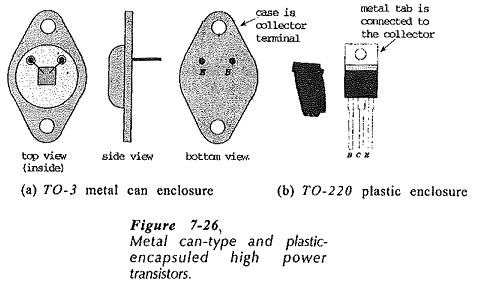 case is
collector
terminal
metal tab is
connected to
the collector
E B
B C E
top view
(inside)
side view
bottom view.
(a) TO-3 metal can enclosure
(b) TO-220 plastic enclosure
Figure 7-26,
Metal can-type and plastic-
encapsuled high power
transistors.